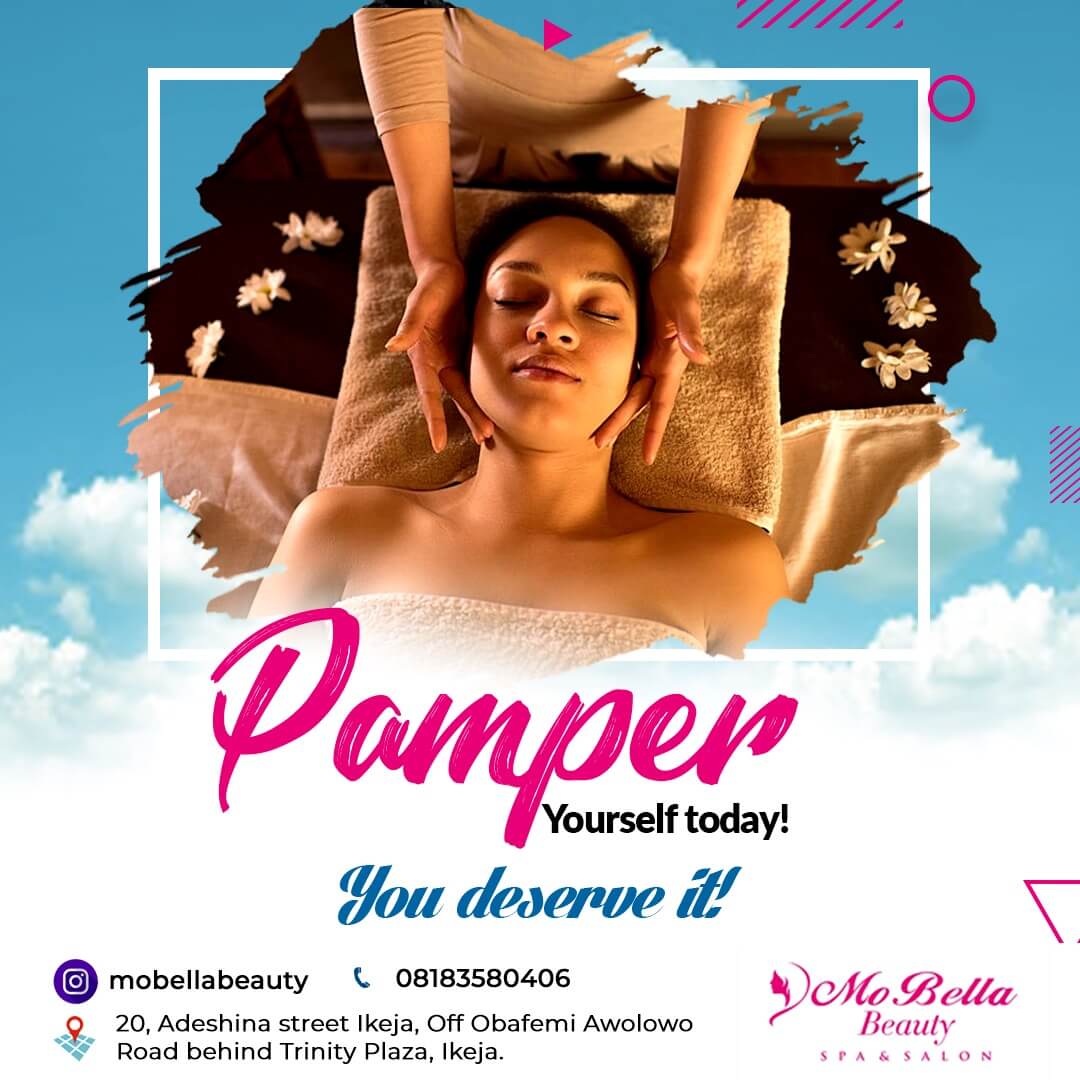 Pamper
Yourself today!
You deserve it!
mobellabeauty
08183580406
20, Adeshina street Ikeja, Off Obafemi Awolowo
Road behind Trinity Plaza, Ikeja.
MoBella
Beauty
SPA & SALON